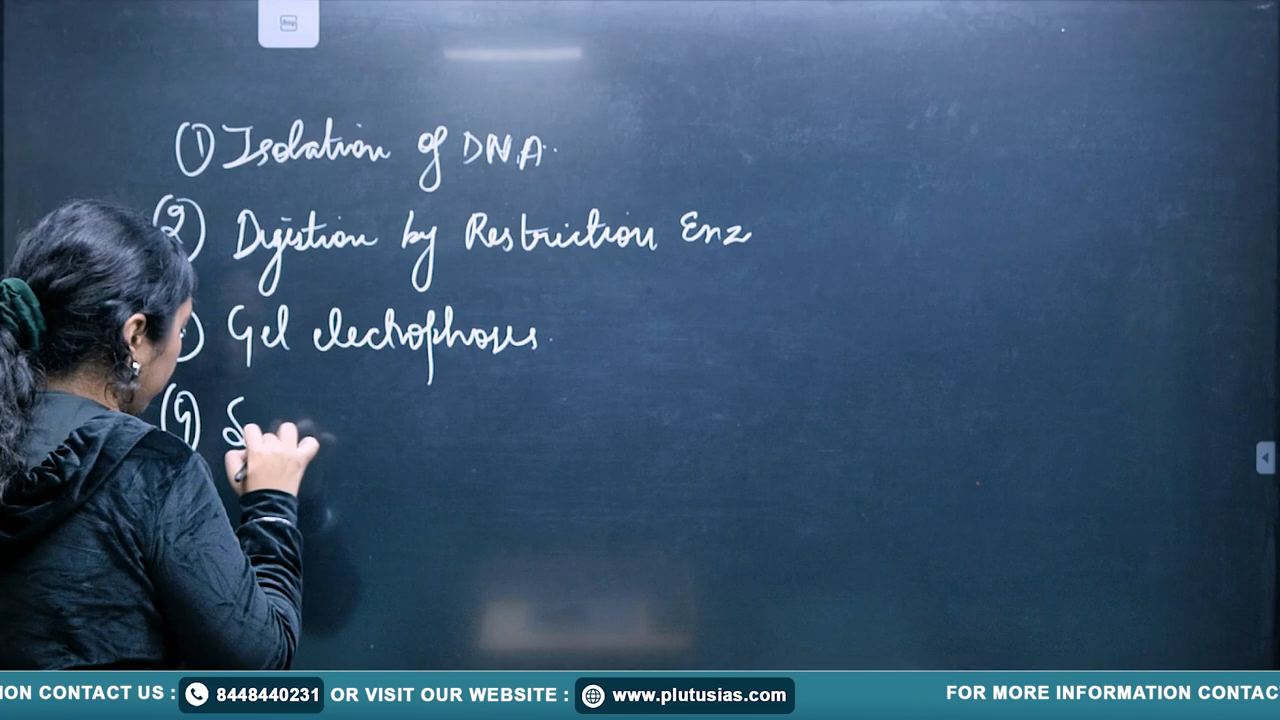 ① Isolation of DNA.
② Digestion by Restriction Enz
Gel electrophoresis.
④ S
ION CONTACT US : 8448440231 OR VISIT OUR WEBSITE : www.plutusias.com FOR MORE INFORMATION CONTAC